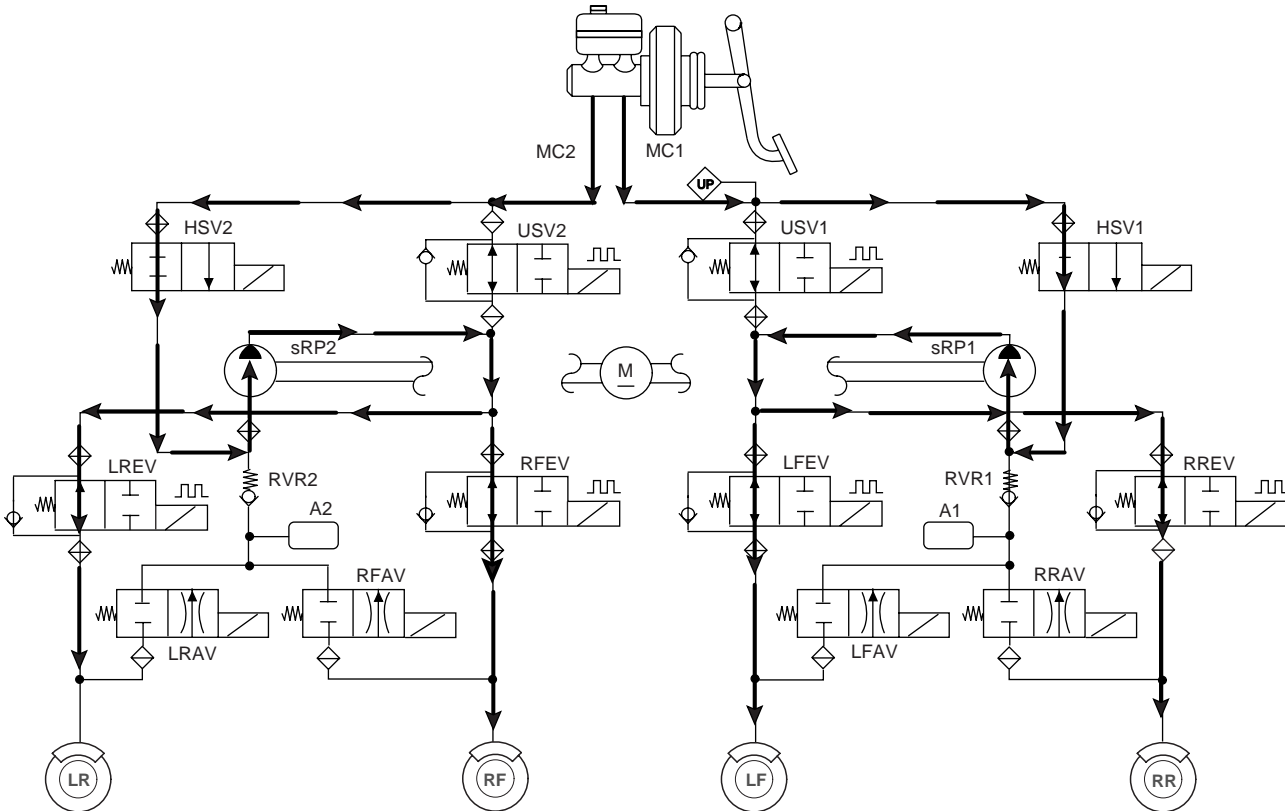 MC2
MC1
UP
HSV2
USV2
USV1
HSV1
sRP2
M
sRP1
LREV
RVR2
RFEV
LFEV
RVR1
RREV
A2
A1
RFAV
RRAV
LRAV
LFAV
LR
RF
LF
RR